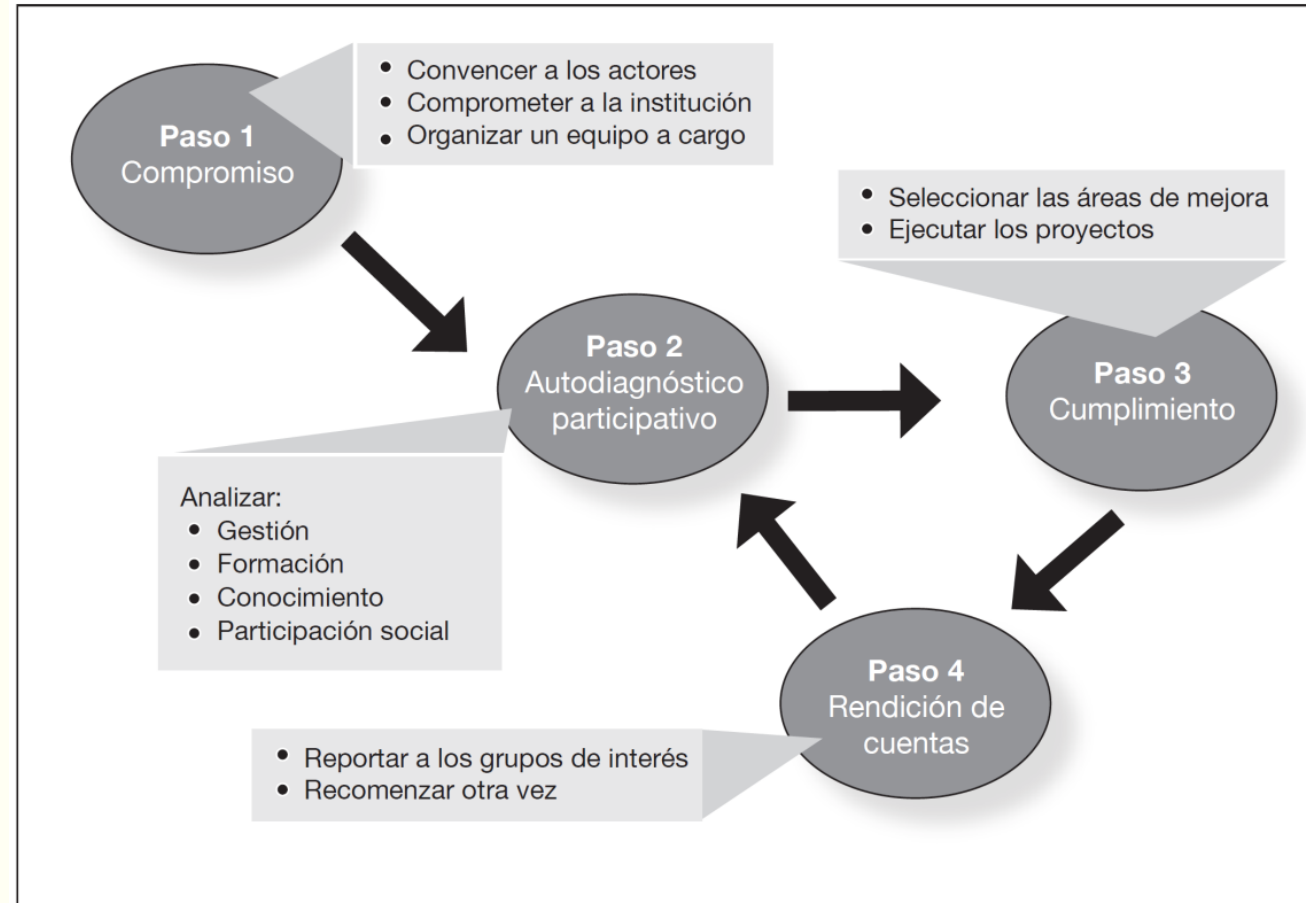 Paso 1
Compromiso
• Convencer a los actores
• Comprometer a la institución
• Organizar un equipo a cargo
Paso 2
Autodiagnóstico
participativo
Analizar:
• Gestión
• Formación
• Conocimiento
• Participación social
• Seleccionar las áreas de mejora
• Ejecutar los proyectos
Paso 3
Cumplimiento
Paso 4
Rendición de
cuentas
• Reportar a los grupos de interés
• Recomenzar otra vez